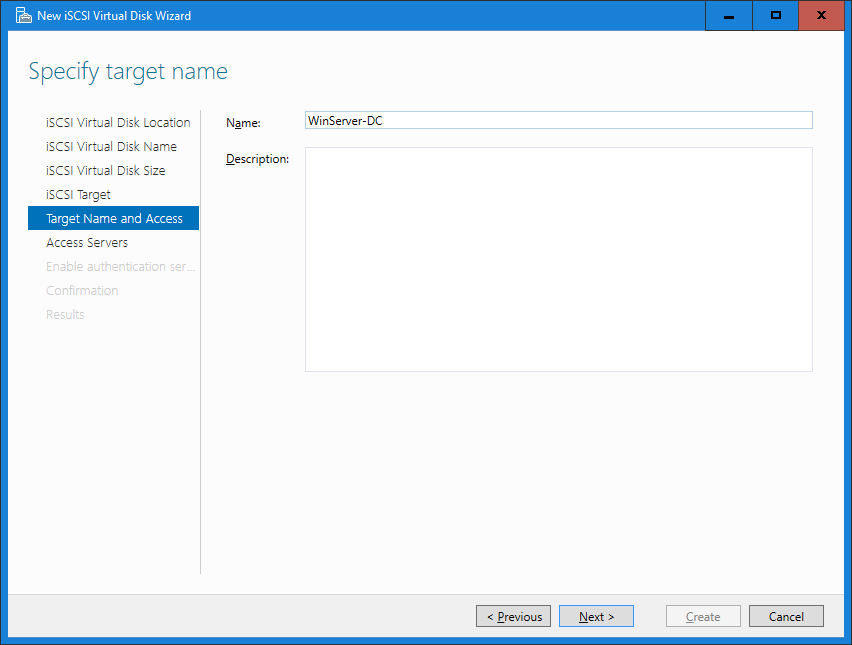 New iSCSI Virtual Disk Wizard
Specify target name
iSCSI Virtual Disk Location
iSCSI Virtual Disk Name
iSCSI Virtual Disk Size
iSCSI Target
Target Name and Access
Access Servers
Enable authentication ser...
Confirmation
Results
Name:
WinServer-DC
Description:
< Previous
Next >
Create
Cancel